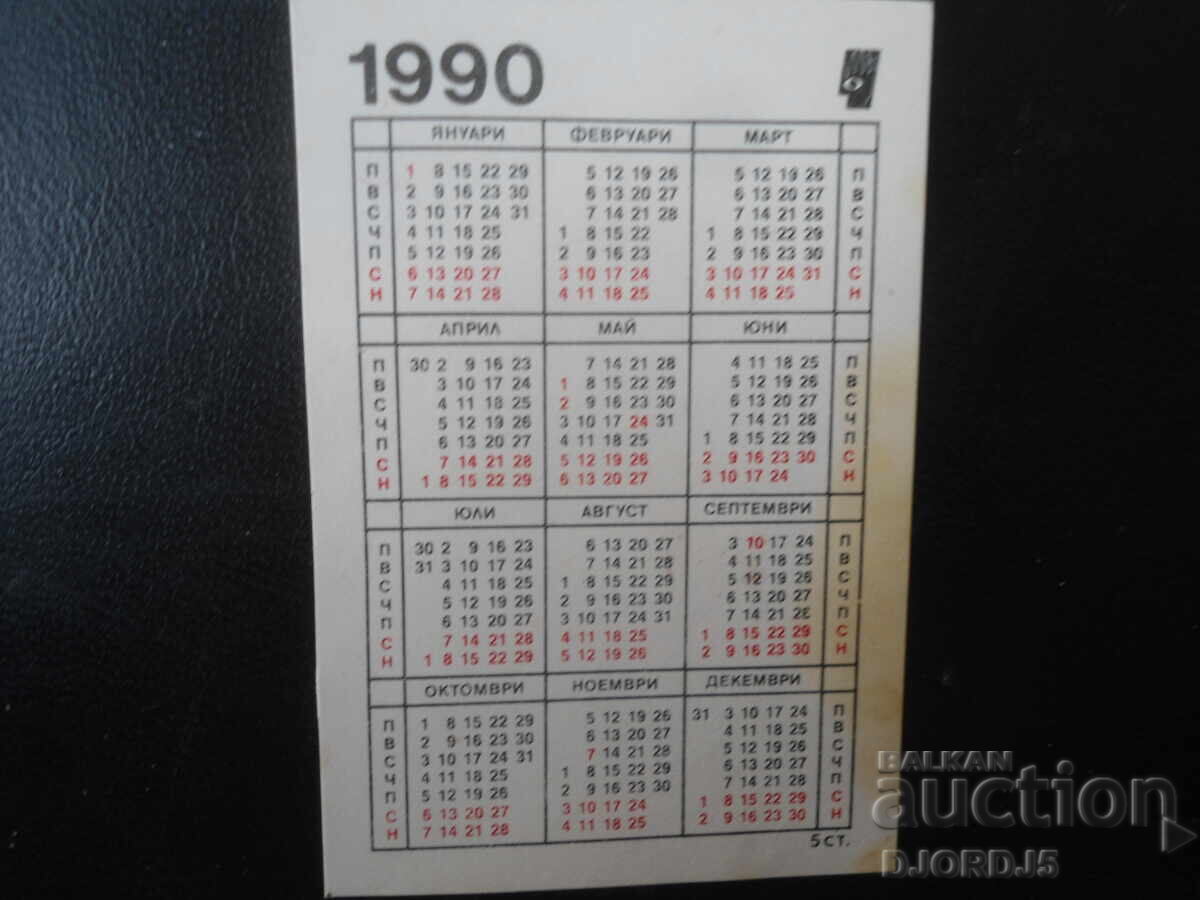 1990
ЯНУАРИ ФЕВРУАРИ МАРТ
П 1 8 15 22 29 5 12 19 26 5 12 19 26 П
В 2 9 16 23 30 6 13 20 27 6 13 20 27 В
С 3 10 17 24 31 7 14 21 28 7 14 21 28 С
Ч 4 11 18 25 1 8 15 22 1 8 15 22 29 Ч
П 5 12 19 26 2 9 16 23 2 9 16 23 30 П
С 6 13 20 27 3 10 17 24 3 10 17 24 31 С
Н 7 14 21 28 4 11 18 25 4 11 18 25 Н
АПРИЛ МАЙ ЮНИ
П 30 2 9 16 23 7 14 21 28 4 11 18 25 П
В 3 10 17 24 1 8 15 22 29 5 12 19 26 В
С 4 11 18 25 2 9 16 23 30 6 13 20 27 С
Ч 5 12 19 26 3 10 17 24 31 7 14 21 28 Ч
П 6 13 20 27 4 11 18 25 1 8 15 22 29 П
С 7 14 21 28 5 12 19 26 2 9 16 23 30 С
Н 1 8 15 22 29 6 13 20 27 3 10 17 24 Н
ЮЛИ АВГУСТ СЕПТЕМВРИ
П 30 2 9 16 23 6 13 20 27 3 10 17 24 П
В 31 3 10 17 24 7 14 21 28 4 11 18 25 В
С 4 11 18 25 1 8 15 22 29 5 12 19 26 С
Ч 5 12 19 26 2 9 16 23 30 6 13 20 27 Ч
П 6 13 20 27 3 10 17 24 31 7 14 21 28 П
С 7 14 21 28 4 11 18 25 1 8 15 22 29 С
Н 1 8 15 22 29 5 12 19 26 2 9 16 23 30 Н
ОКТОМВРИ НОЕМВРИ ДЕКЕМВРИ
П 1 8 15 22 29 5 12 19 26 31 3 10 17 24 П
В 2 9 16 23 30 6 13 20 27 4 11 18 25 В
С 3 10 17 24 31 7 14 21 28 5 12 19 26 С
Ч 4 11 18 25 1 8 15 22 29 6 13 20 27 Ч
П 5 12 19 26 2 9 16 23 30 7 14 21 28 П
С 6 13 20 27 3 10 17 24 1 8 15 22 29 С
Н 7 14 21 28 4 11 18 25 2 9 16 23 30 Н
5 СТ.
BALKAN
auction
DJORDJ5